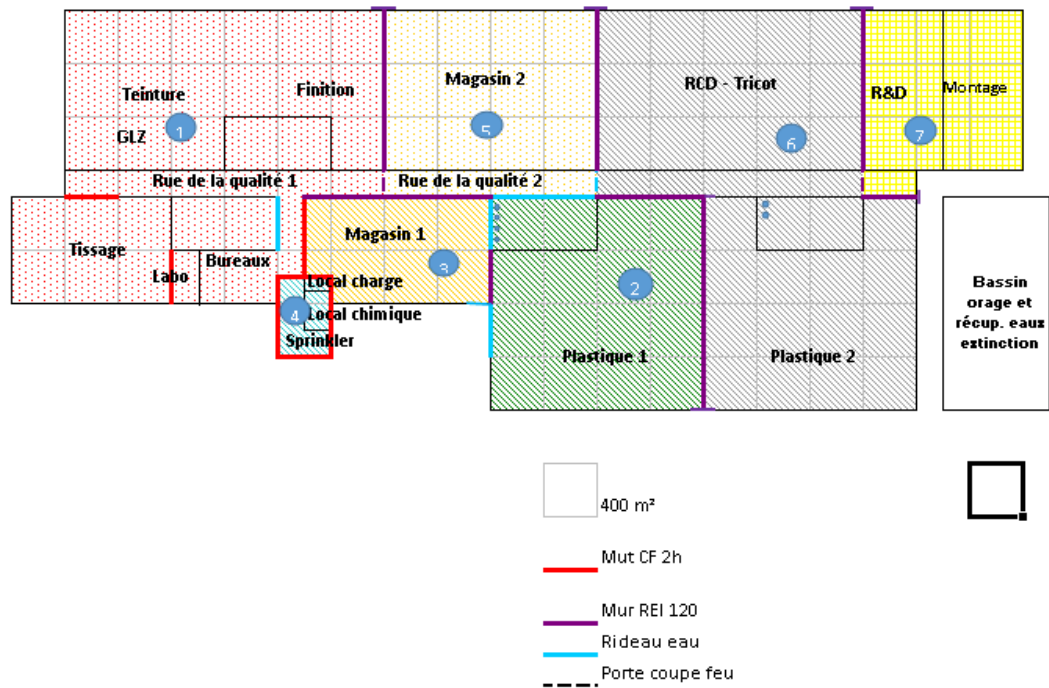 Teinture
Finition
Magasin 2
RCD - Tricot
R&D
Montage
GLZ
1
5
6
7
Rue de la qualité 1
Rue de la qualité 2
Tissage
Labo
Bureaux
Magasin 1
3
2
Local charge
4
Local chimique
Sprinkler
Plastique 1
Plastique 2
Bassin
orage et
récup. eaux
extinction
400 m²
Mut CF 2h
Mur REI 120
Rideau eau
Porte coupe feu